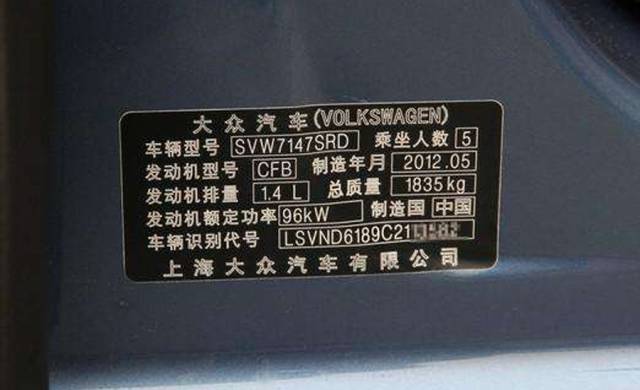 大众汽车(VOLKSWAGEN)
车辆型号 SVW7147SRD 乘坐人数 5
发动机型号 CFB 制造年月 2012.05
发动机排量 1.4 L 总质量 1835kg
发动机额定功率 96kW 制造国 中国
车辆识别代号 LSVND6189C21
上海大众汽车有限公司